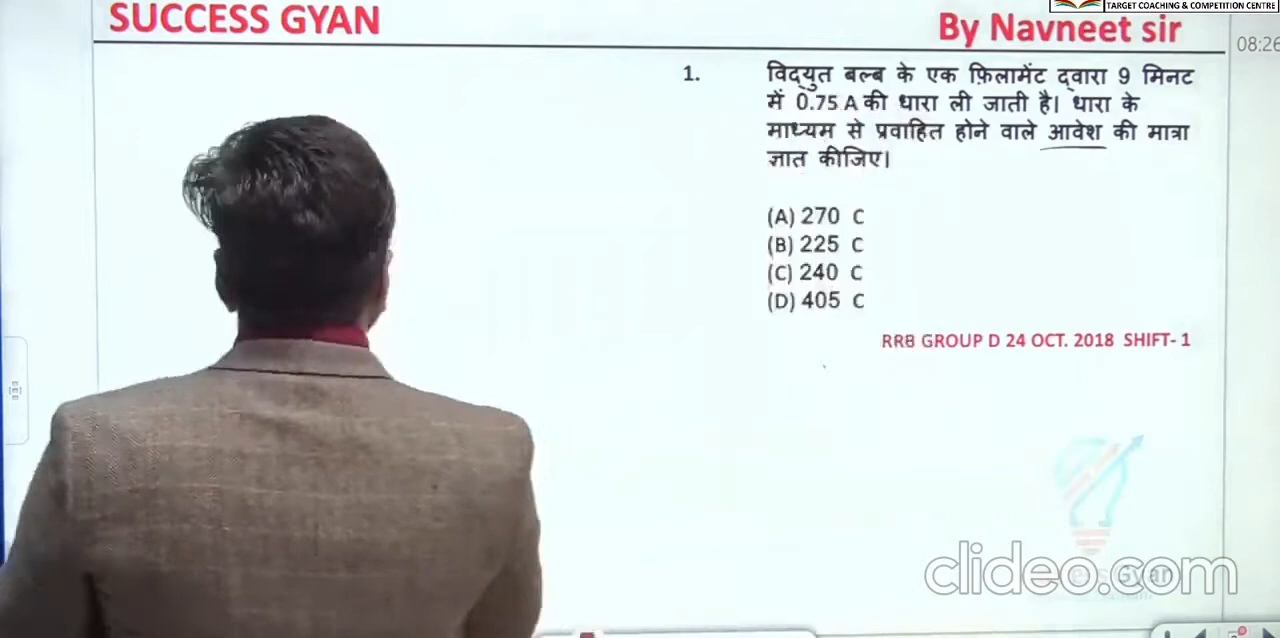 TARGET COACHING & COMPETITION CENTRE
SUCCESS GYAN
By Navneet sir
08:26
1. विद्युत बल्ब के एक फ़िलामेंट द्वारा 9 मिनट
में 0.75 A की धारा ली जाती है। धारा के
माध्यम से प्रवाहित होने वाले आवेश की मात्रा
ज्ञात कीजिए।
(A) 270 C
(B) 225 C
(C) 240 C
(D) 405 C
RRB GROUP D 24 OCT. 2018 SHIFT- 1
clideo.com